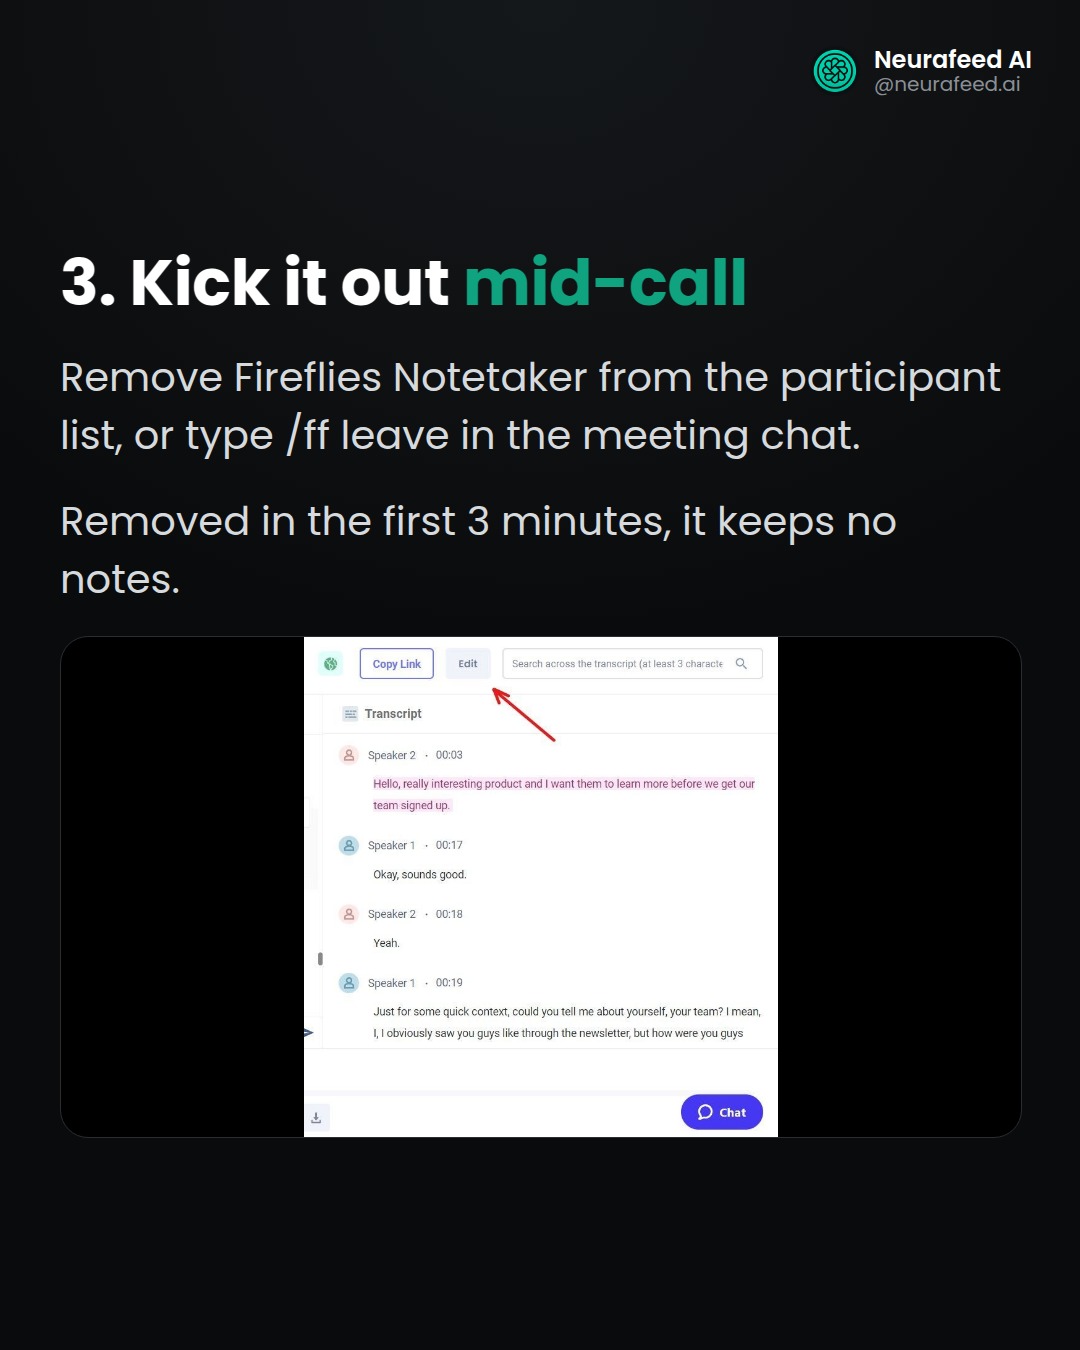 Neurafeed AI
@neurafeed.ai
3. Kick it out mid-call
Remove Fireflies Notetaker from the participant
list, or type /ff leave in the meeting chat.
Removed in the first 3 minutes, it keeps no
notes.
Copy Link
Edit
Search across the transcript (at least 3 characte
Transcript
Speaker 2 · 00:03
Hello, really interesting product and I want them to learn more before we get our
team signed up.
Speaker 1 · 00:17
Okay, sounds good.
Speaker 2 · 00:18
Yeah.
Speaker 1 · 00:19
Just for some quick context, could you tell me about yourself, your team? I mean,
I, I obviously saw you guys like through the newsletter, but how were you guys
Chat